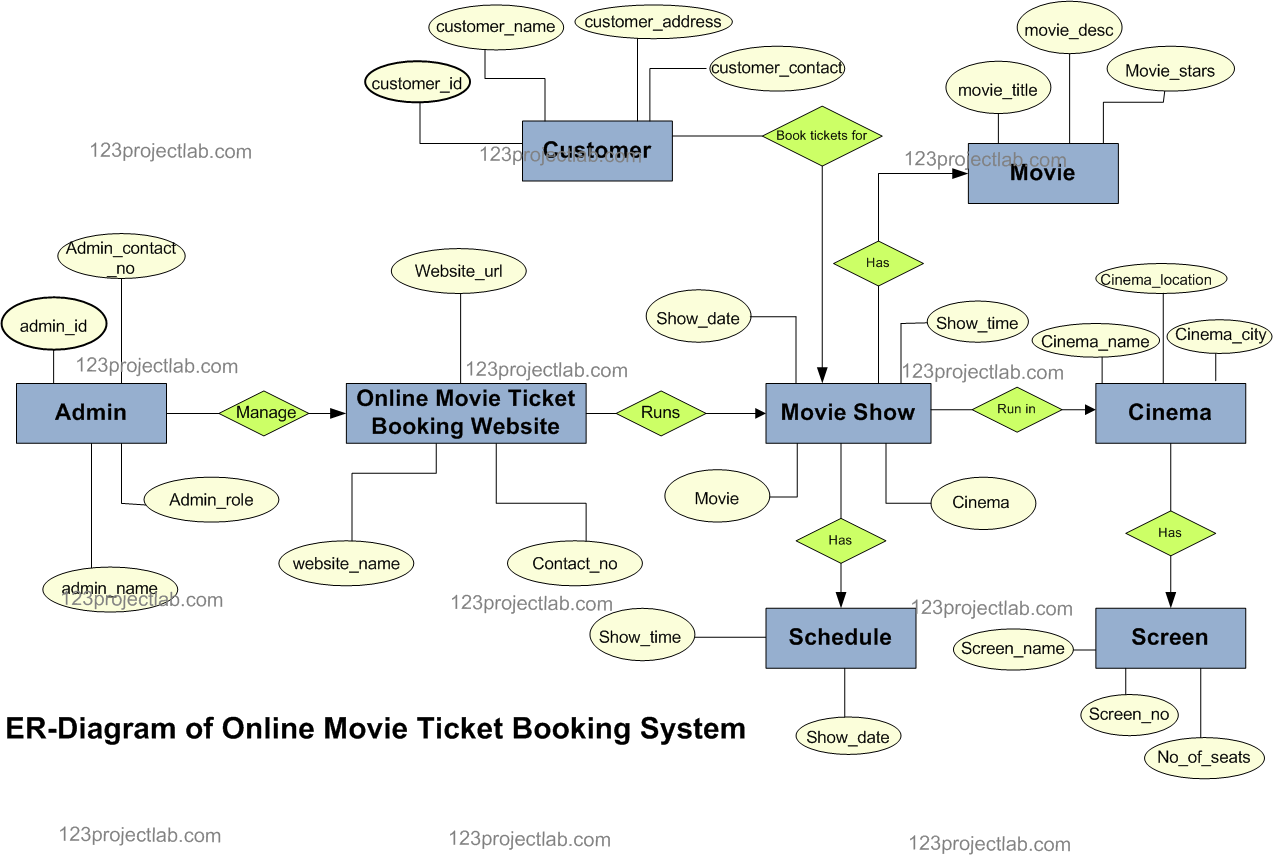 customer_name
customer_address
movie_desc
customer_id
customer_contact
movie_title
Movie_stars
Book tickets for
123projectlab.com
Customer
123projectlab.com
Movie
123projectlab.com
Admin_contact
_no
Website_url
Has
Cinema_location
admin_id
Show_date
Show_time
Cinema_name
Cinema_city
123projectlab.com
123projectlab.com
123projectlab.com
Admin
Manage
Online Movie Ticket
Booking Website
Runs
Movie Show
Run in
Cinema
Admin_role
Movie
Cinema
website_name
Contact_no
Has
Has
admin_name
123projectlab.com
123projectlab.com
123projectlab.com
Show_time
Schedule
Screen_name
Screen
Screen_no
ER-Diagram of Online Movie Ticket Booking System
Show_date
No_of_seats
123projectlab.com
123projectlab.com
123projectlab.com